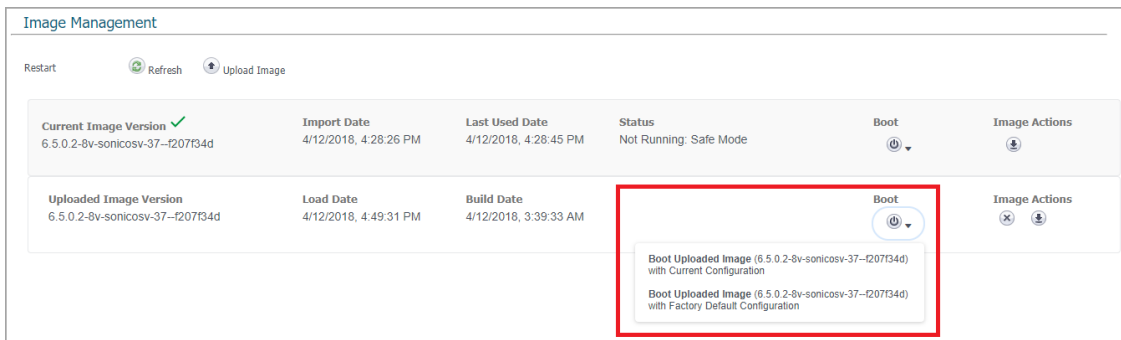 Image Management
Restart Refresh Upload Image
Current Image Version Import Date Last Used Date Status Boot Image Actions
6.5.0.2-8v-sonicosv-37--f207f34d 4/12/2018, 4:28:26 PM 4/12/2018, 4:28:45 PM Not Running: Safe Mode
Uploaded Image Version Load Date Build Date Boot Image Actions
6.5.0.2-8v-sonicosv-37--f207f34d 4/12/2018, 4:49:31 PM 4/12/2018, 3:39:33 AM
Boot Uploaded Image (6.5.0.2-8v-sonicosv-37--f207f34d)
with Current Configuration
Boot Uploaded Image (6.5.0.2-8v-sonicosv-37--f207f34d)
with Factory Default Configuration